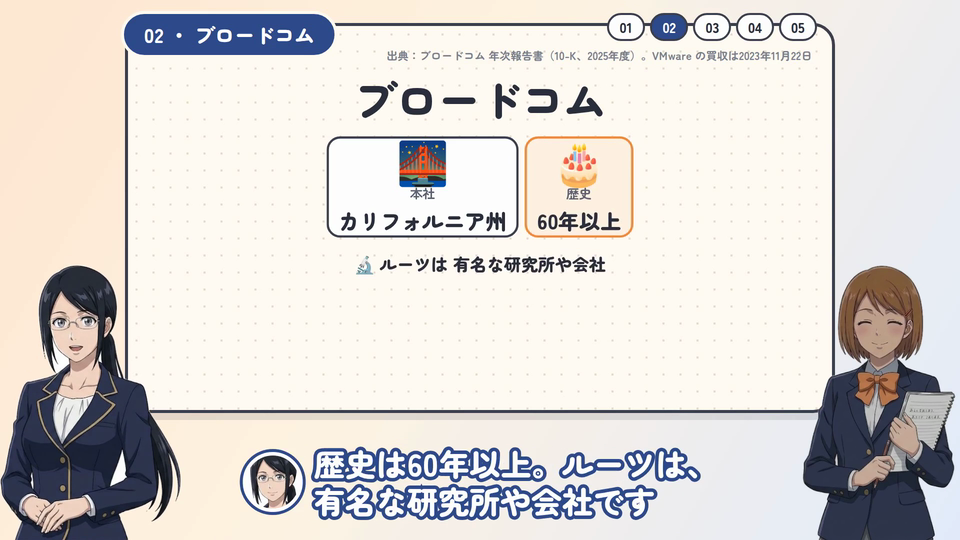 02 ・ ブロードコム
01 02 03 04 05
出典：ブロードコム 年次報告書（10-K、2025年度）。VMware の買収は2023年11月22日
ブロードコム
本社
カリフォルニア州
歴史
60年以上
ルーツは 有名な研究所や会社
歴史は60年以上。ルーツは、
有名な研究所や会社です